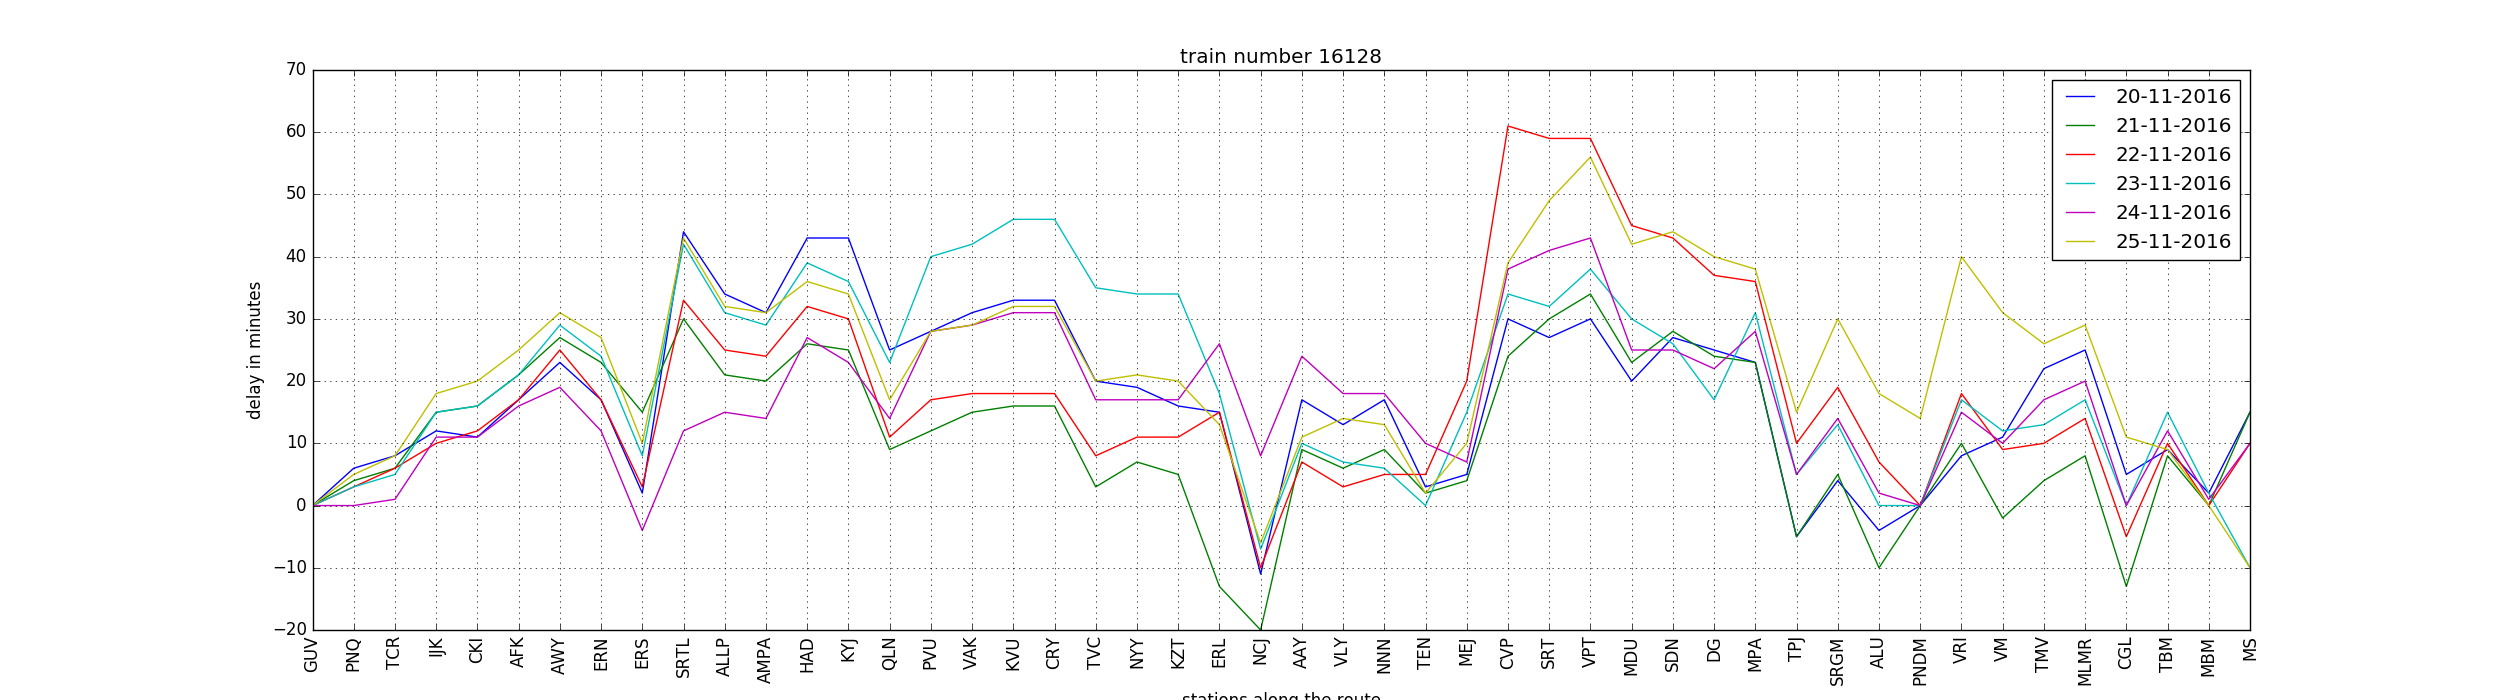 train number 16128
70
60
50
40
30
20
10
0
−10
−20
delay in minutes
20-11-2016
21-11-2016
22-11-2016
23-11-2016
24-11-2016
25-11-2016
GUV
PNQ
TCR
IJK
CKI
AFK
AWY
ERN
ERS
SRTL
ALLP
AMPA
HAD
KYJ
QLN
PVU
VAK
KVU
CRY
TVC
NYY
KZT
ERL
NCJ
AAY
VLY
NNN
TEN
MEJ
CVP
SRT
VPT
MDU
SDN
DG
MPA
TPJ
SRGM
ALU
PNDM
VRI
VM
TMV
MLMR
CGL
TBM
MBM
MS
stations along the route